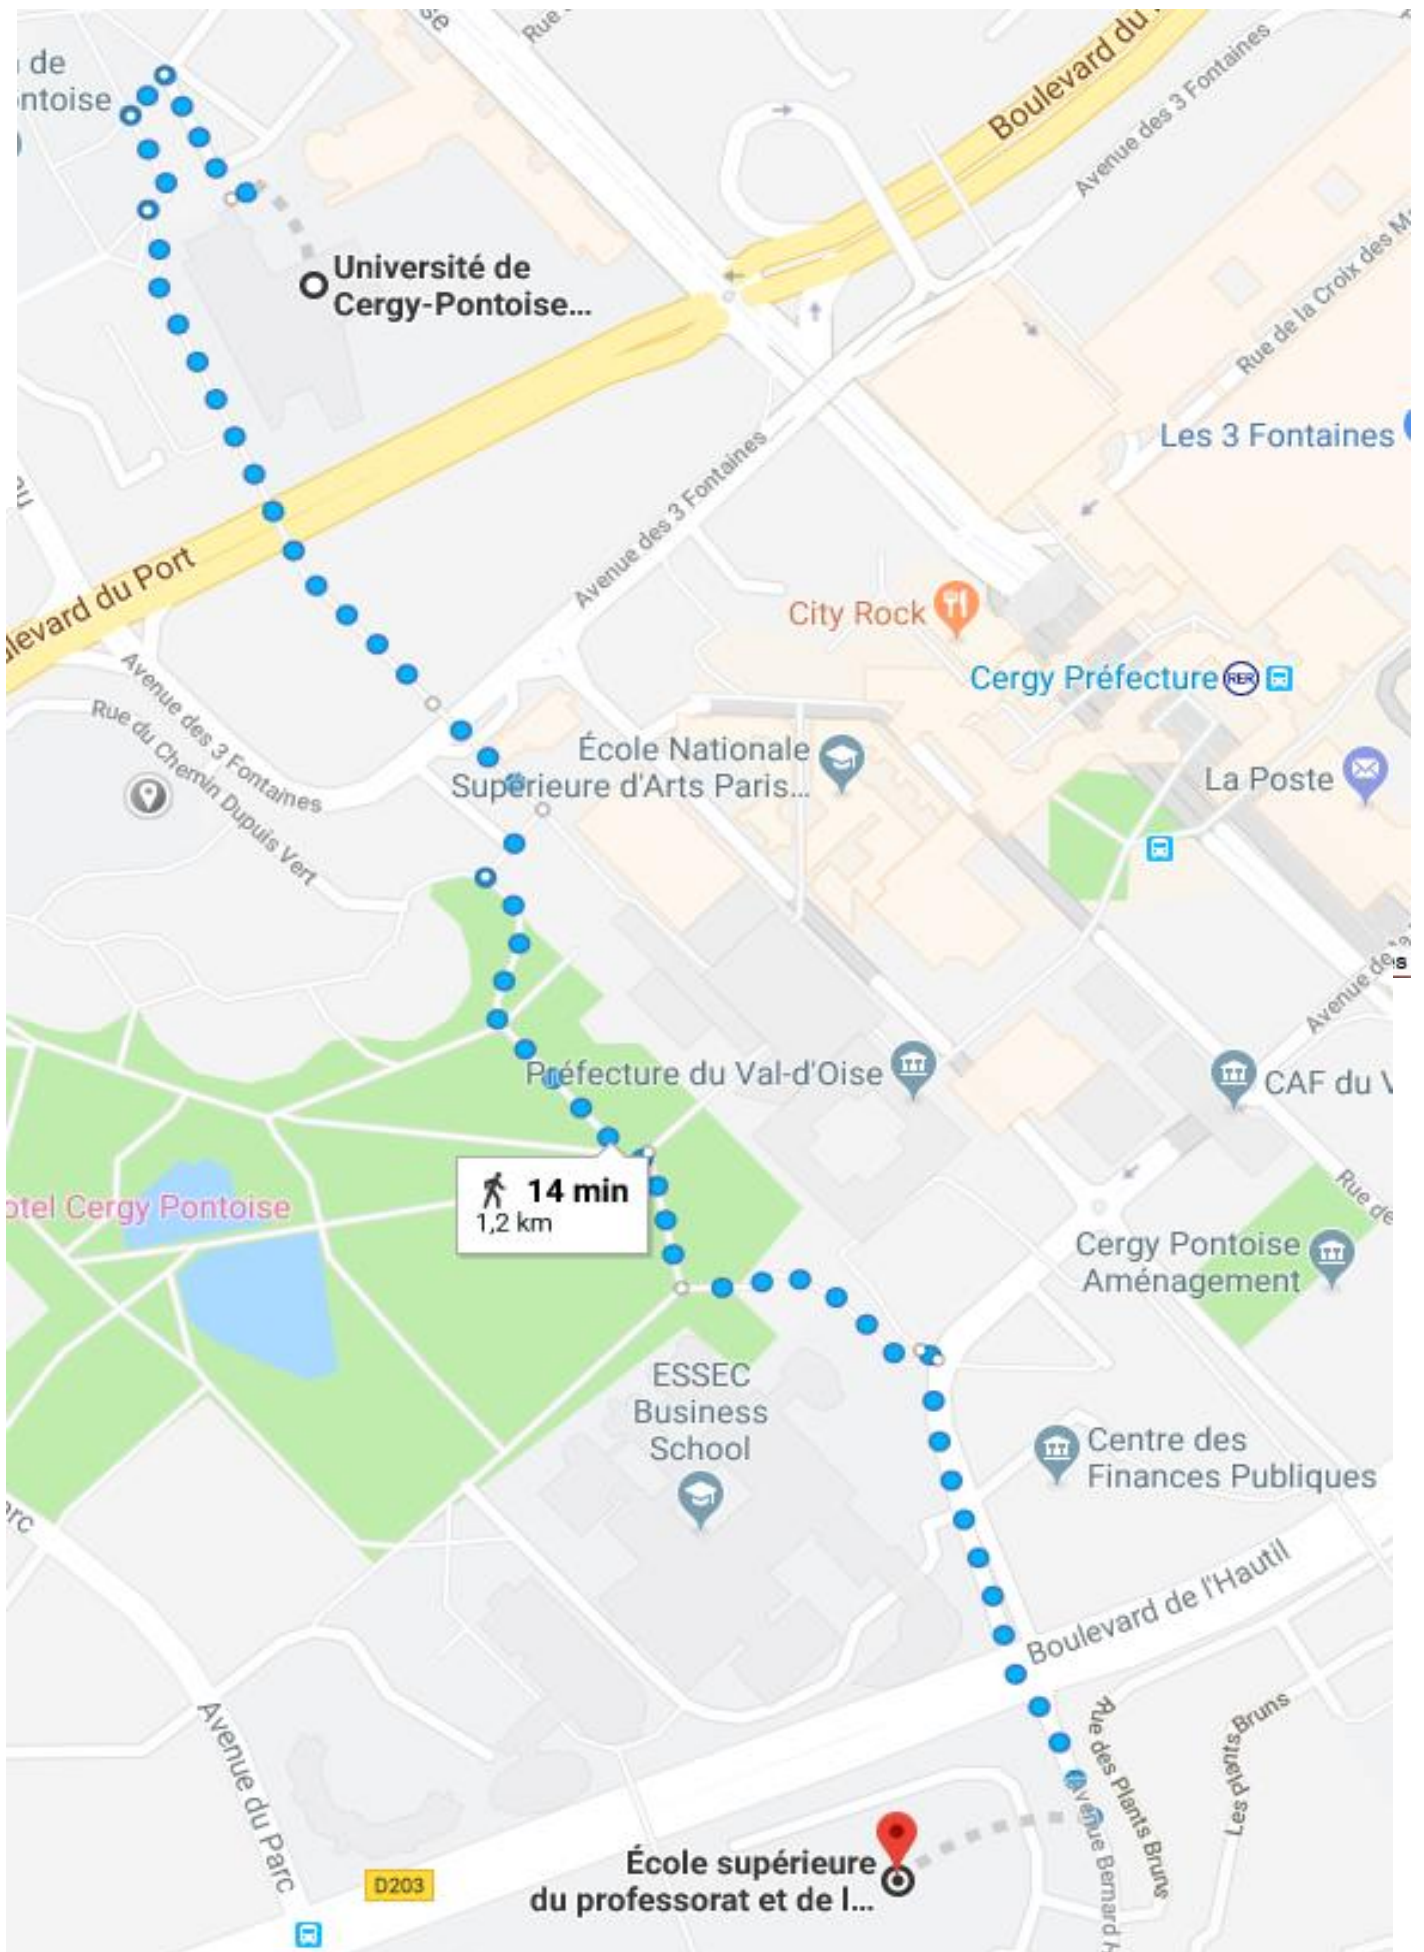 de
ntoise
Rue
Boulevard du
Avenue des 3 Fontaines
Université de
Cergy-Pontoise...
Rue de la Croix des
Les 3 Fontaines
Avenue des 3 Fontaines
levard du Port
City Rock
Cergy Préfecture
RER
Avenue des 3 Fontaines
Rue du Chemin Dupuis Vert
École Nationale
Supérieure d'Arts Paris...
La Poste
Avenue de
Préfecture du Val-d'Oise
CAF du V
14 min
1,2 km
otel Cergy Pontoise
Rue de
Cergy Pontoise
Aménagement
ESSEC
Business
School
Centre des
Finances Publiques
arc
Boulevard de l'Hautil
Avenue du Parc
Rue des Plants Bruns
Les Plants Bruns
Avenue Bernard
École supérieure
du professorat et de l...
D203